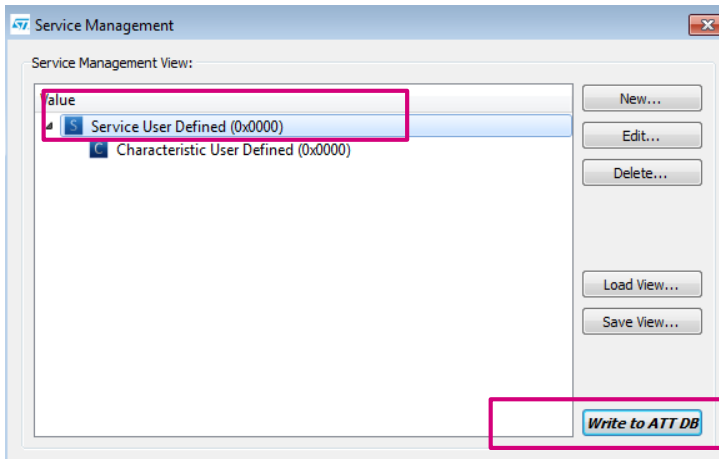 Service Management
Service Management View:
Value
Service User Defined (0x0000)
Characteristic User Defined (0x0000)
New...
Edit...
Delete...
Load View...
Save View...
Write to ATT DB